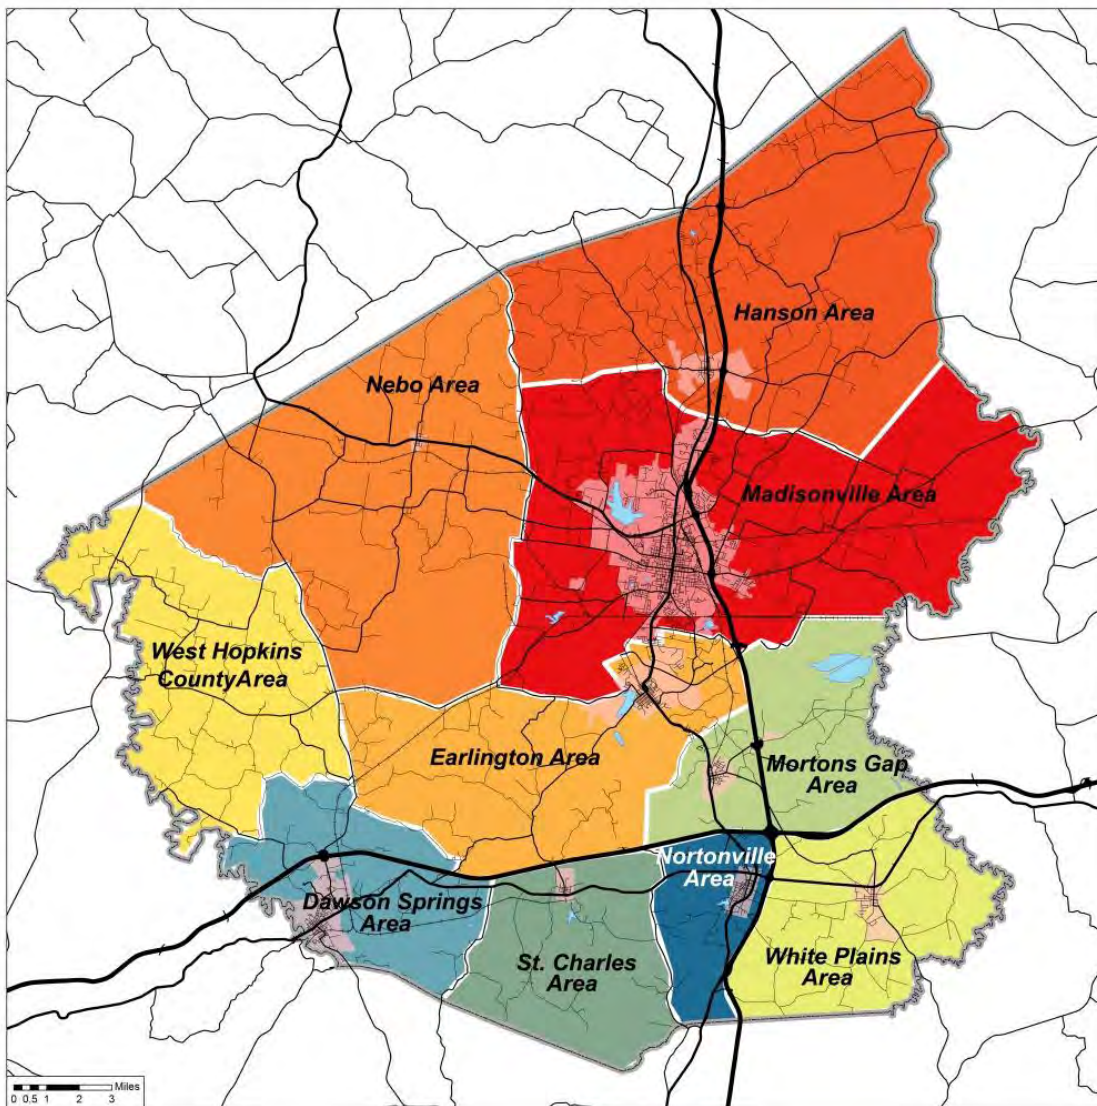 Hanson Area
Nebo Area
Madisonville Area
West Hopkins
CountyArea
Earlington Area
Mortons Gap
Area
Nortonville
Area
Dawson Springs
Area
St. Charles
Area
White Plains
Area
Miles
0 0.5 1 2 3